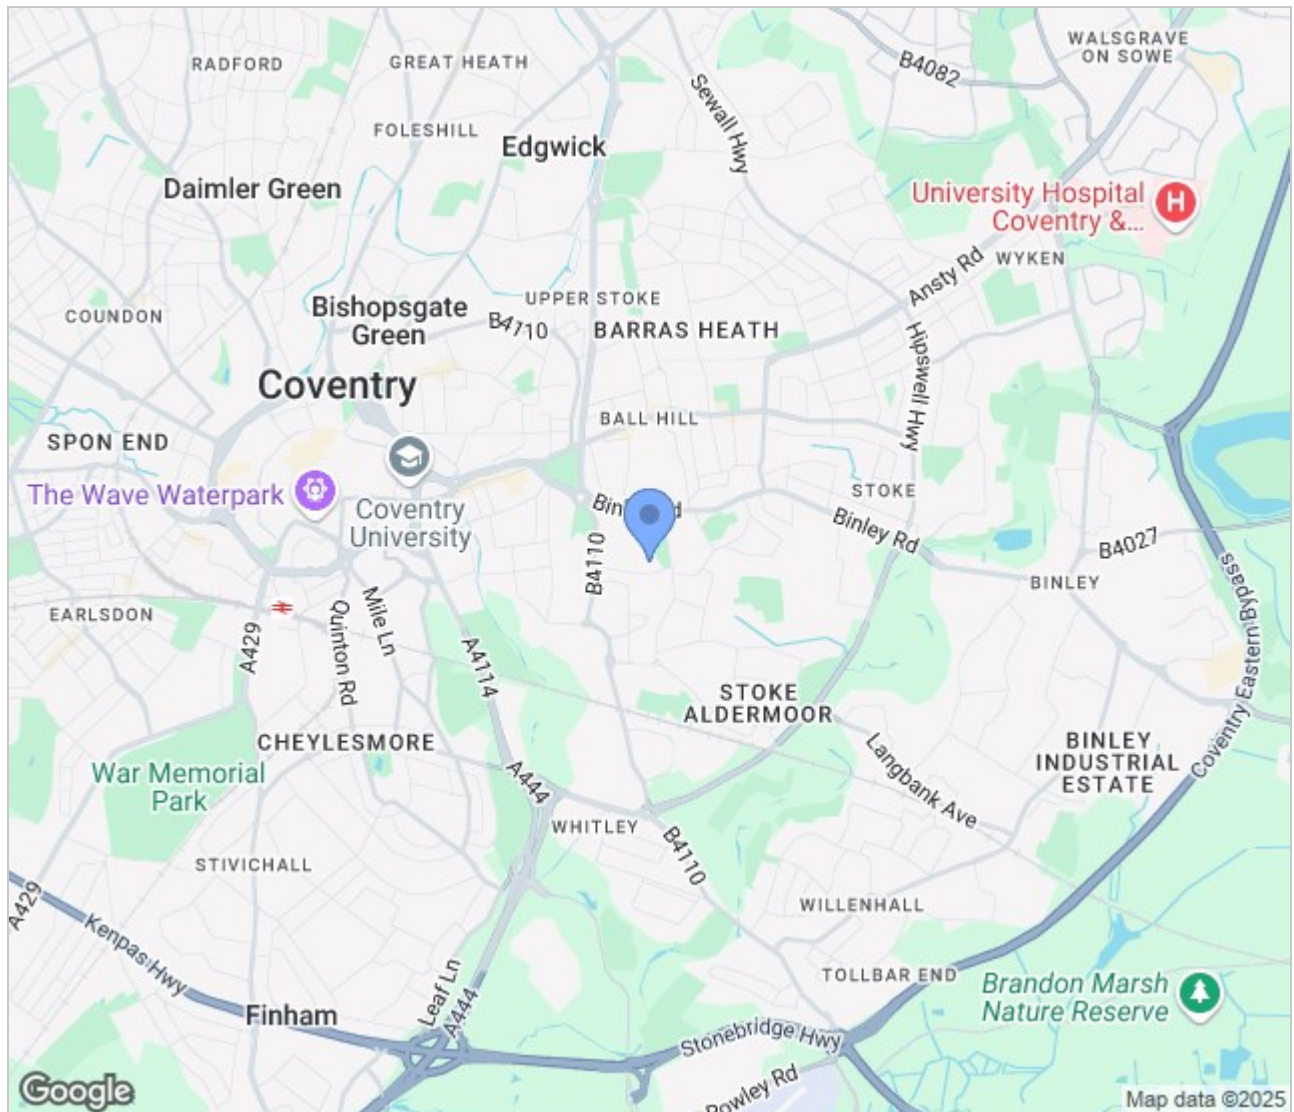 WALSGRAVE
ON SOWE
RADFORD
GREAT HEATH
B4082
Sewall Hwy
FOLESHILL
Edgwick
Daimler Green
University Hospital
Coventry &...
H
WYKEN
Ansty Rd
UPPER STOKE
Bishopsgate
Green
COUNDON
B4110
BARRAS HEATH
Hipswell Hwy
Coventry
BALL HILL
SPON END
The Wave Waterpark
Coventry
University
STOKE
Binley Rd
B4027
B4110
BINLEY
Coventry Eastern Bypass
EARLSDON
Mile Ln
Quinton Rd
A429
A4114
STOKE
ALDERMOOR
CHEYLESMORE
BINLEY
INDUSTRIAL
ESTATE
Langbank Ave
War Memorial
Park
A444
WHITLEY
B4110
STIVICHALL
A429
WILLENHALL
Kenpas Hwy
TOLLBAR END
Brandon Marsh
Nature Reserve
Leaf Ln
A444
Finham
Stonebridge Hwy
Rowley Rd
Google
Map data ©2025